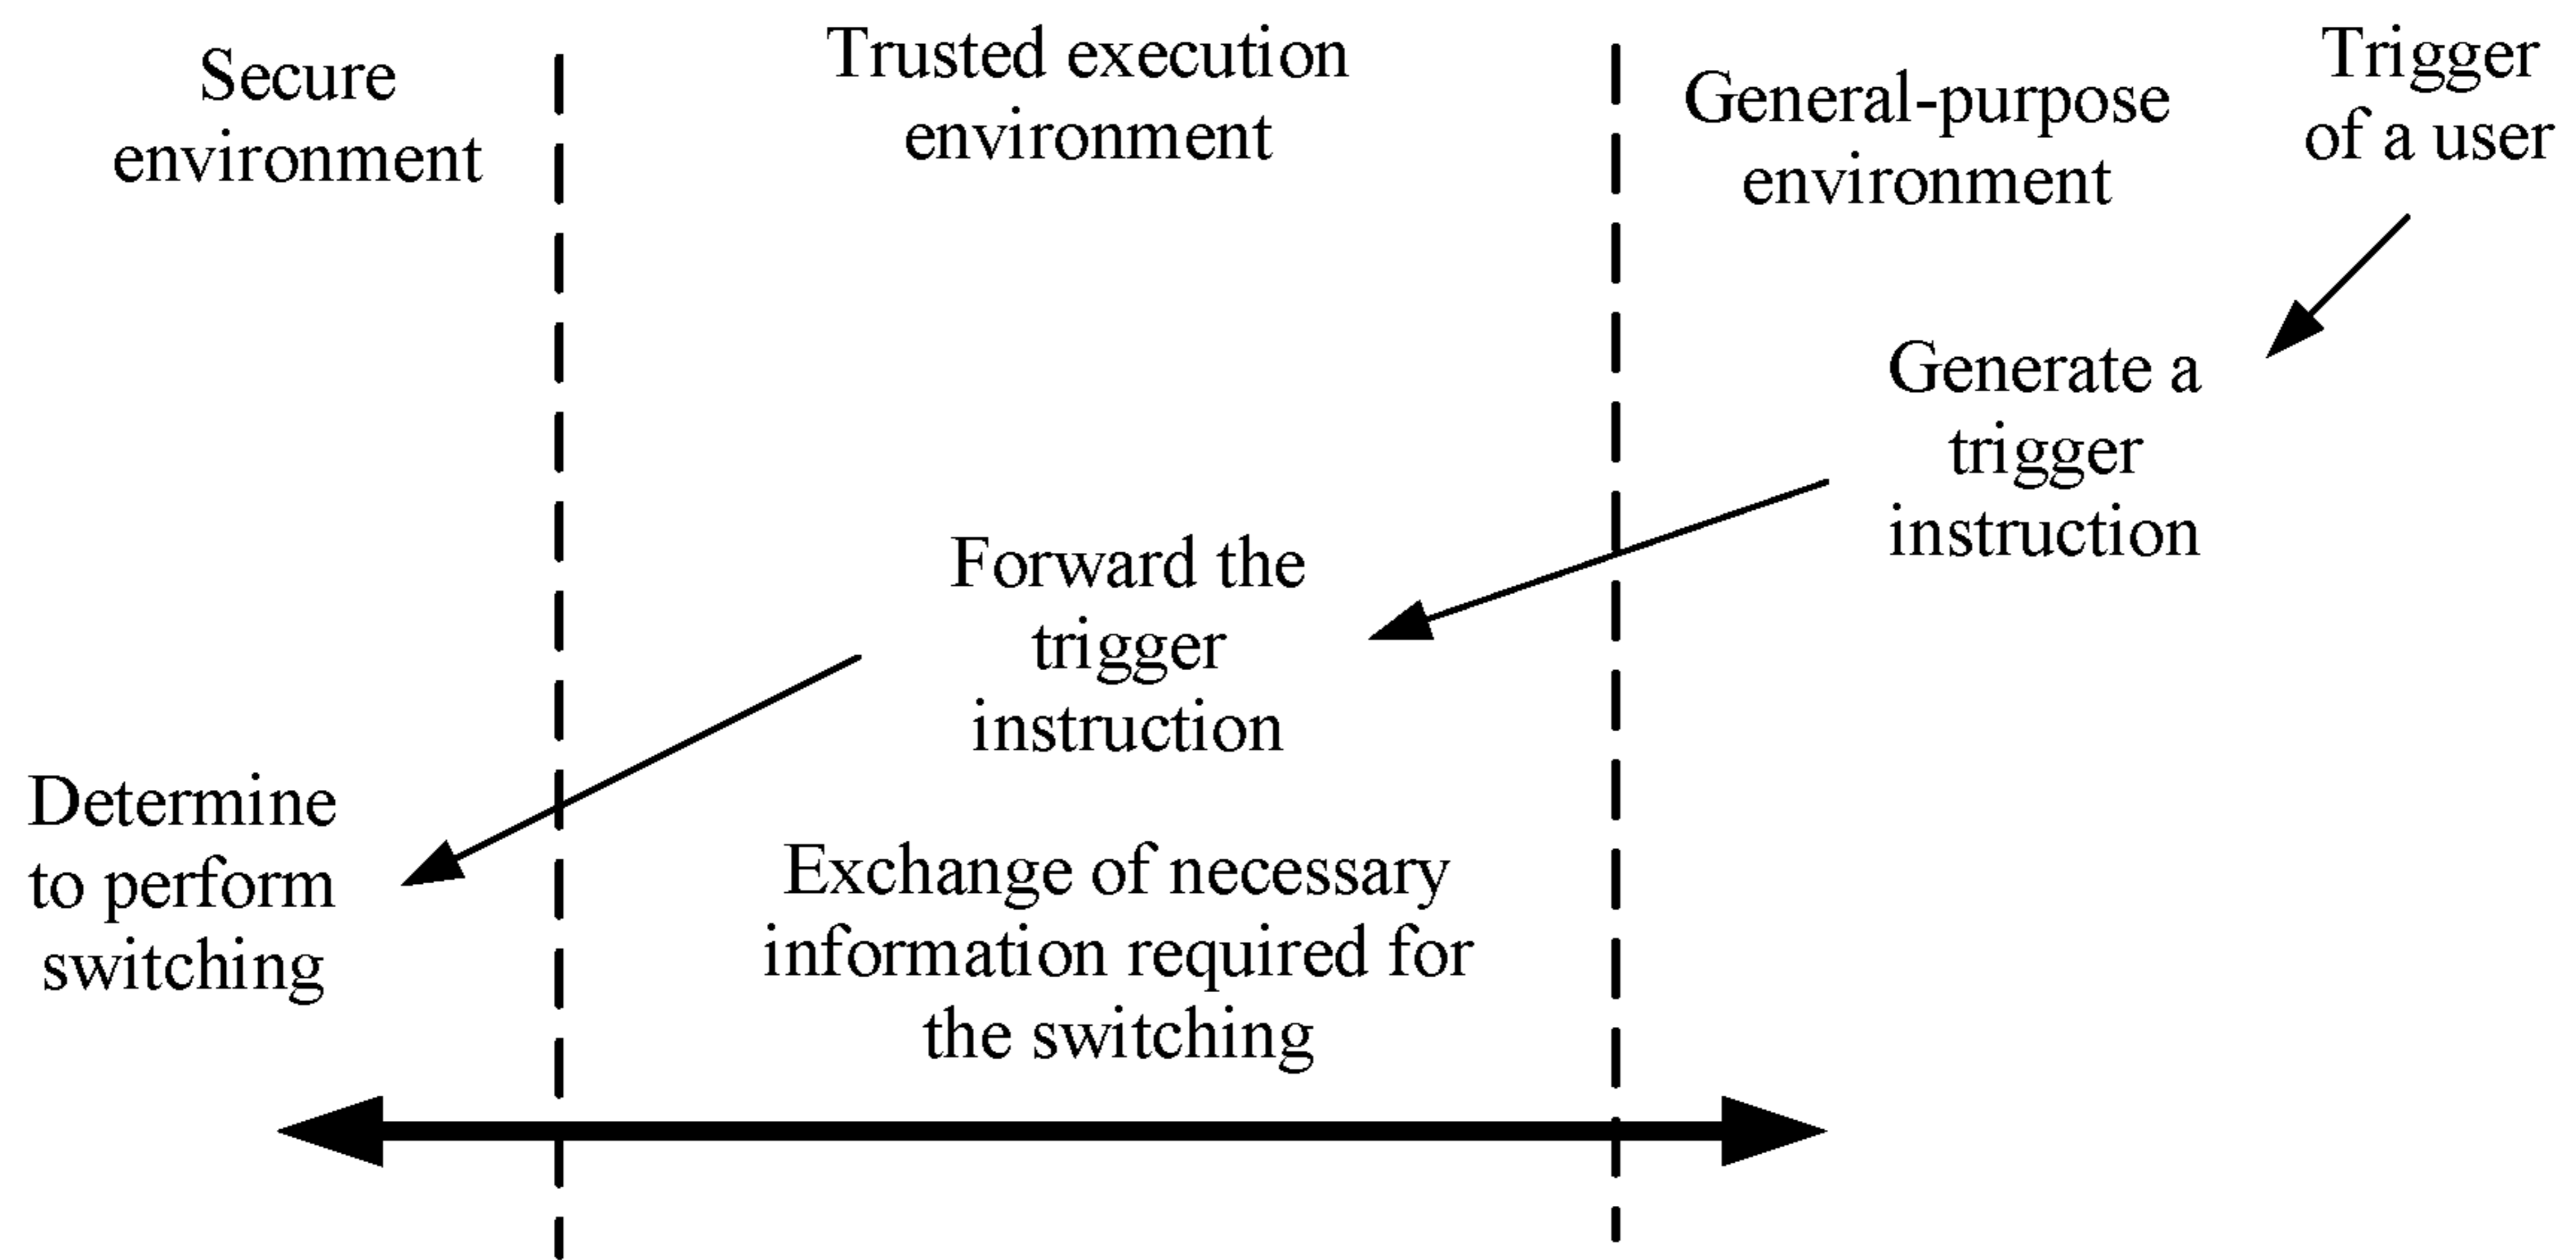 Secure
environment
Trusted execution
environment
General-purpose
environment
Trigger
of a user
Generate a
trigger
instruction
Forward the
trigger
instruction
Determine
to perform
switching
Exchange of necessary
information required for
the switching